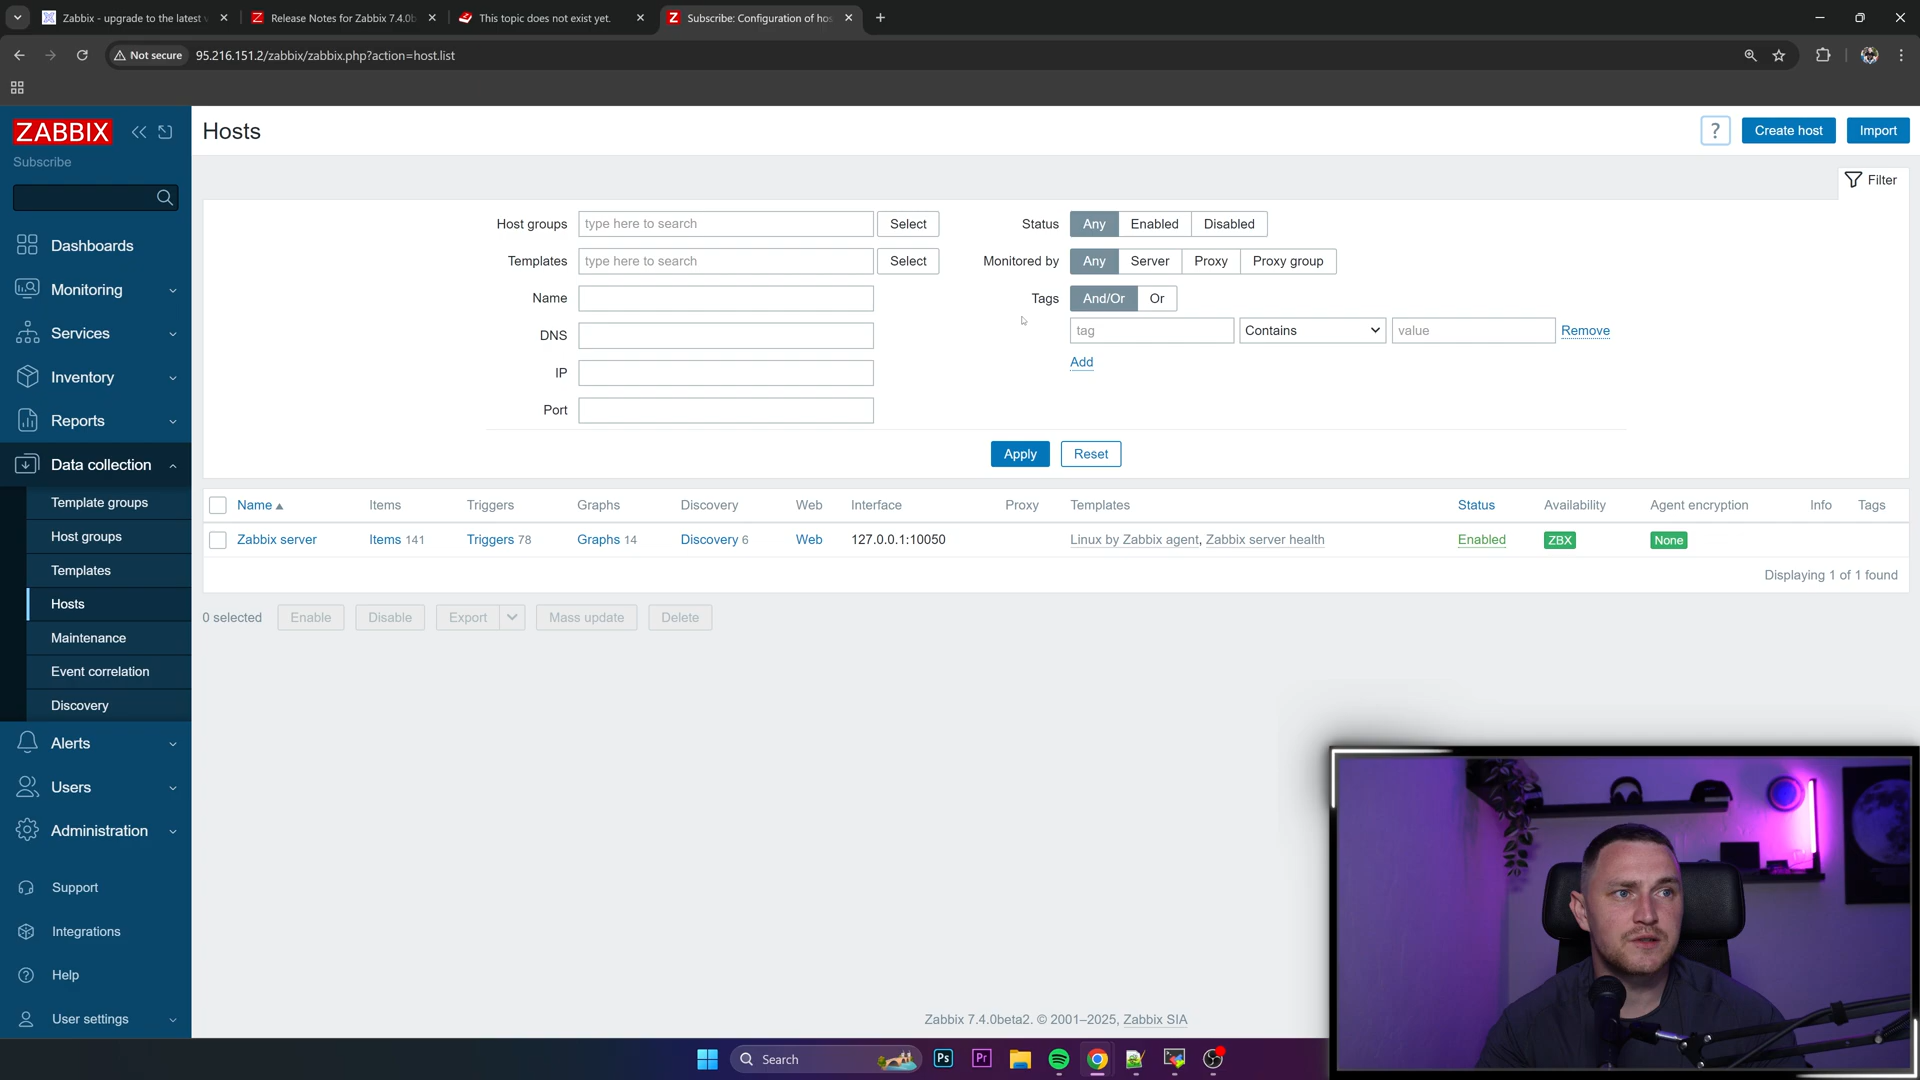 Zabbix - upgrade to the latest v
Release Notes for Zabbix 7.4.0b
This topic does not exist yet.
Subscribe: Configuration of hos
Not secure
95.216.151.2/zabbix/zabbix.php?action=host.list
ZABBIX
Subscribe
Hosts
?
Create host
Import
Filter
Dashboards
Monitoring
Services
Inventory
Reports
Data collection
Template groups
Host groups
Templates
Hosts
Maintenance
Event correlation
Discovery
Alerts
Users
Administration
Support
Integrations
Help
User settings
Host groups type here to search Select
Templates type here to search Select
Name
DNS
IP
Port
Status Any Enabled Disabled
Monitored by Any Server Proxy Proxy group
Tags And/Or Or
tag Contains value Remove
Add
Apply Reset
Name Items Triggers Graphs Discovery Web Interface Proxy Templates Status Availability Agent encryption Info Tags
Zabbix server Items 141 Triggers 78 Graphs 14 Discovery 6 Web 127.0.0.1:10050 Linux by Zabbix agent, Zabbix server health Enabled ZBX None
Displaying 1 of 1 found
0 selected Enable Disable Export Mass update Delete
Zabbix 7.4.0beta2. © 2001–2025, Zabbix SIA
Search
Ps
Pr